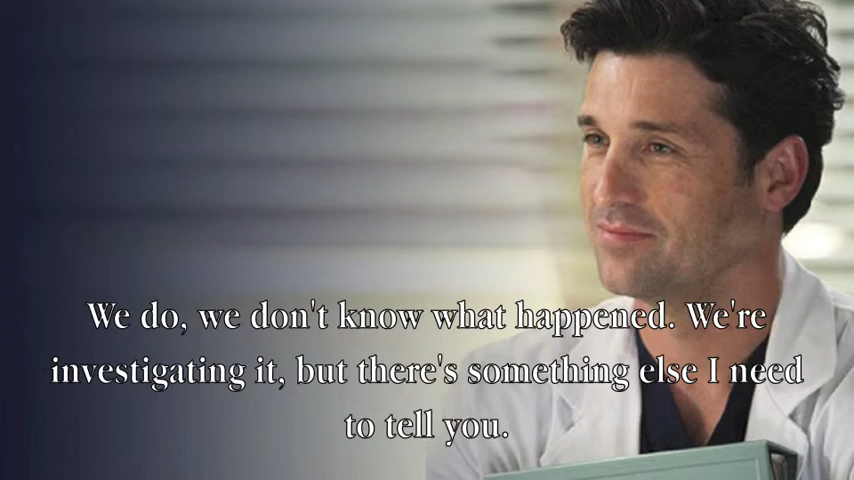 We do, we don't know what happened. We're
investigating it, but there's something else I need
to tell you.